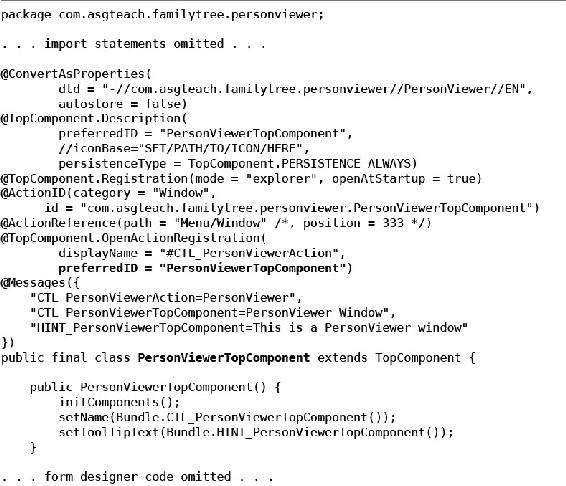 package com.asgteach.familytree.personviewer;
. . . import statements omitted . . .
@ConvertAsProperties(
dtd = "-//com.asgteach.familytree.personviewer//PersonViewer//EN",
autostore = false)
@TopComponent.Description(
preferredID = "PersonViewerTopComponent",
//iconBase="SET/PATH/TO/ICON/HERE",
persistenceType = TopComponent.PERSISTENCE_ALWAYS)
@TopComponent.Registration(mode = "explorer", openAtStartup = true)
@ActionID(category = "Window",
id = "com.asgteach.familytree.personviewer.PersonViewerTopComponent")
@ActionReference(path = "Menu/Window" /*, position = 333 */)
@TopComponent.OpenActionRegistration(
displayName = "#CTL_PersonViewerAction",
preferredID = "PersonViewerTopComponent")
@Messages({
"CTL_PersonViewerAction=PersonViewer",
"CTL_PersonViewerTopComponent=PersonViewer Window",
"HINT_PersonViewerTopComponent=This is a PersonViewer window"
})
public final class PersonViewerTopComponent extends TopComponent {
public PersonViewerTopComponent() {
initComponents();
setName(Bundle.CTL_PersonViewerTopComponent());
setToolTipText(Bundle.HINT_PersonViewerTopComponent());
}
. . . form designer code omitted . . .